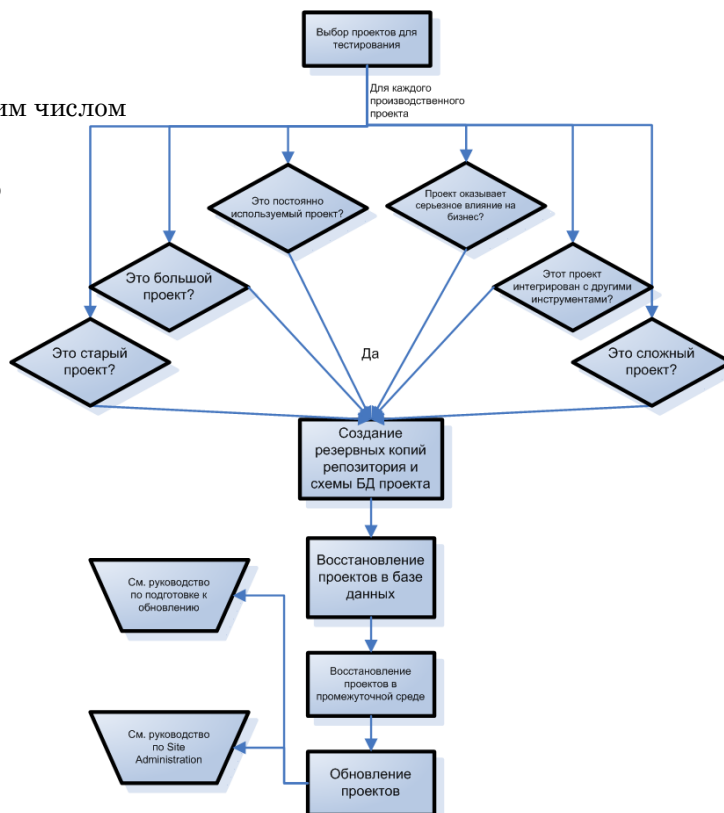 Выбор проектов для
тестирования
Для каждого
производственного
проекта
им числом
Это постоянно
используемый проект?
Проект оказывает
серьезное влияние на
бизнес?
Это большой
проект?
Этот проект
интегрирован с другими
инструментами?
Это старый
проект?
Да
Это сложный
проект?
Создание
резервных копий
репозитория и
схемы БД проекта
Восстановление
проектов в базе
данных
См. руководство
по подготовке к
обновлению
Восстановление
проектов в
промежуточной среде
См. руководство
по Site
Administration
Обновление
проектов